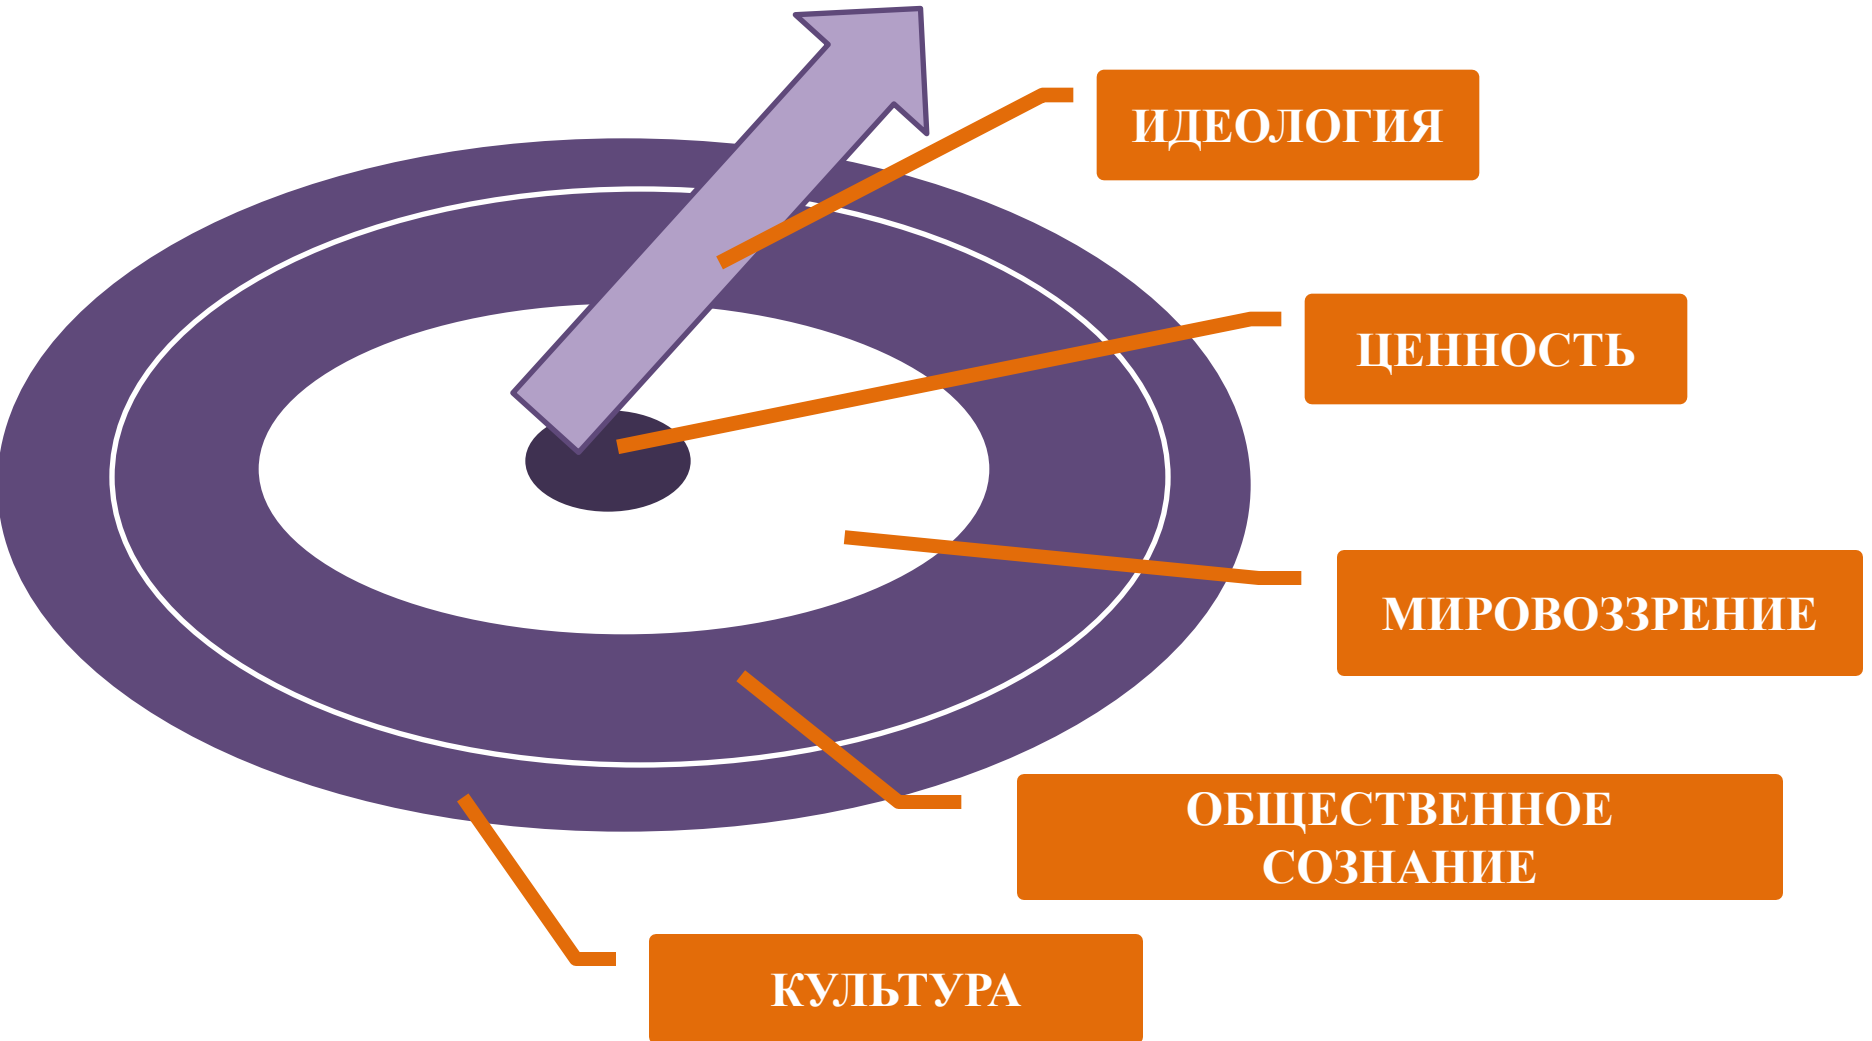 ИДЕОЛОГИЯ
ЦЕННОСТЬ
МИРОВОЗЗРЕНИЕ
ОБЩЕСТВЕННОЕ
СОЗНАНИЕ
КУЛЬТУРА